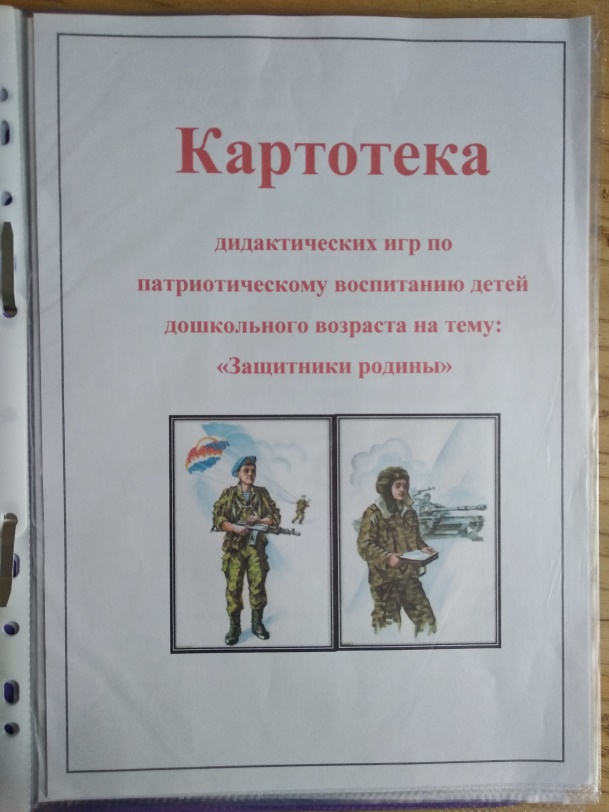 Картотека
дидактических игр по
патриотическому воспитанию детей
дошкольного возраста на тему:
«Защитники родины»